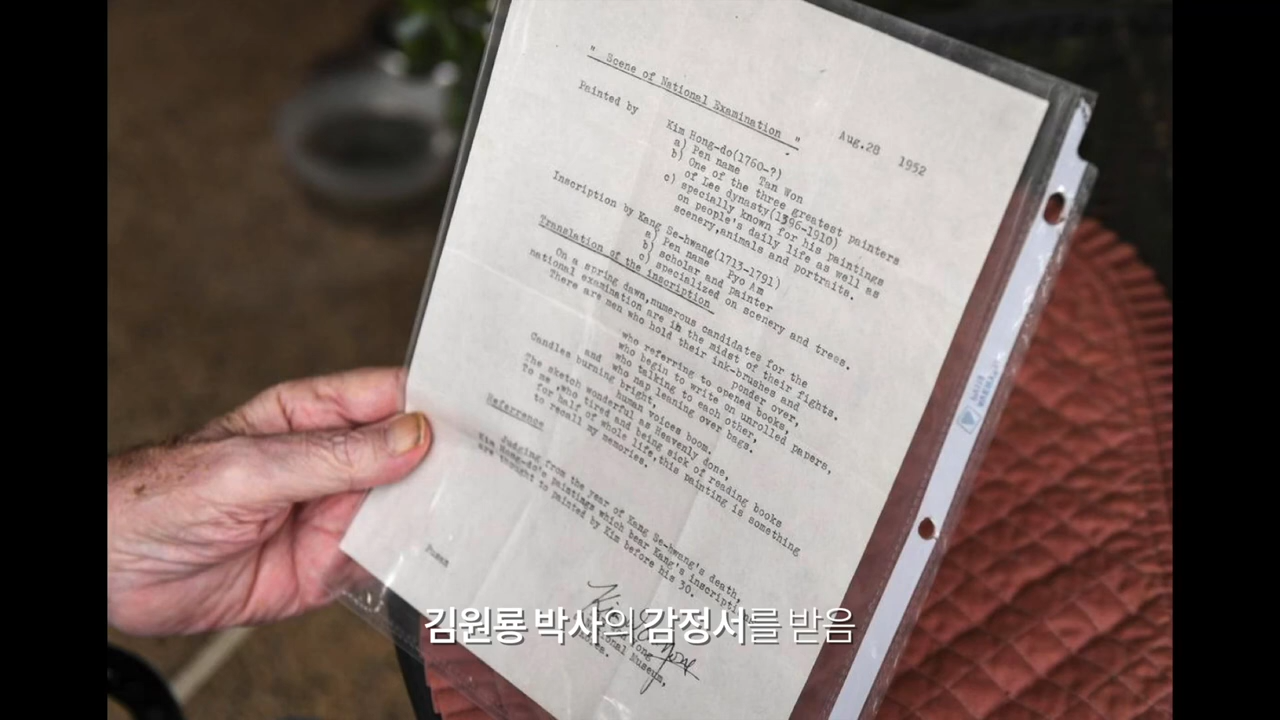 " Scene of National Examination "
Aug.28 1952
Painted by
Kim Hong-do(1760-?)
a) Pen name Tan Won
b) One of the three greatest painters
of Lee dynasty(1396-1910)
c) specially known for his paintings
on people's daily life as well as
scenery,animals and portraits.
Inscription by Kang Se-hwang(1713-1791)
a) Pen name Pyo Am
b) scholar and painter
c) specialized on scenery and trees.
Translation of the inscription
On a spring dawn,numerous candidates for the
national examination are in the midst of their fights.
There are men who hold their ink-brushes and
ponder over,
who referring to opened books,
who begin to write on unrolled papers,
who talking to each other,
and who nap leaning over bags.
Candles burning bright,
human voices boom.
The sketch wonderful as heavenly done,
To me ,who tired and being sick of reading books
for half of whole life,this painting is something
to recall my memories.
Referrence
Judging from the year of Kang Se-hwang's death,
Kim Hong-do's paistings which bear Kang's inscription
are thought to painted by Kim before his 30.
Pusan
김원룡 박사의 감정서를 받음
Museum,